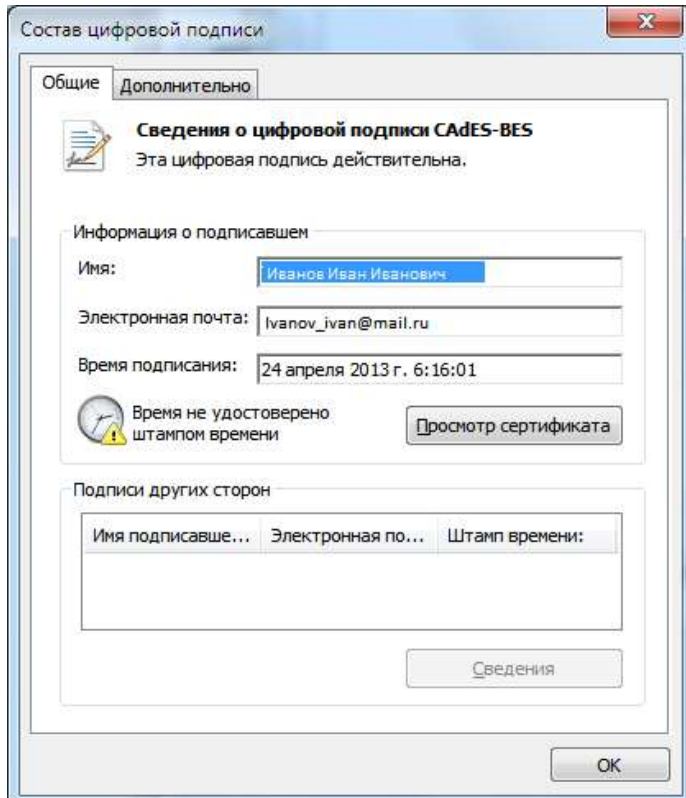 Состав цифровой подписи
Общие
Дополнительно
Сведения о цифровой подписи CAdES-BES
Эта цифровая подпись действительна.
Информация о подписавшем
Имя:
Иванов Иван Иванович
Электронная почта:
Ivanov_ivan@mail.ru
Время подписания:
24 апреля 2013 г. 6:16:01
Время не удостоверено
штампом времени
Просмотр сертификата
Подписи других сторон
Имя подписавше...
Электронная по...
Штамп времени:
Сведения
ОК